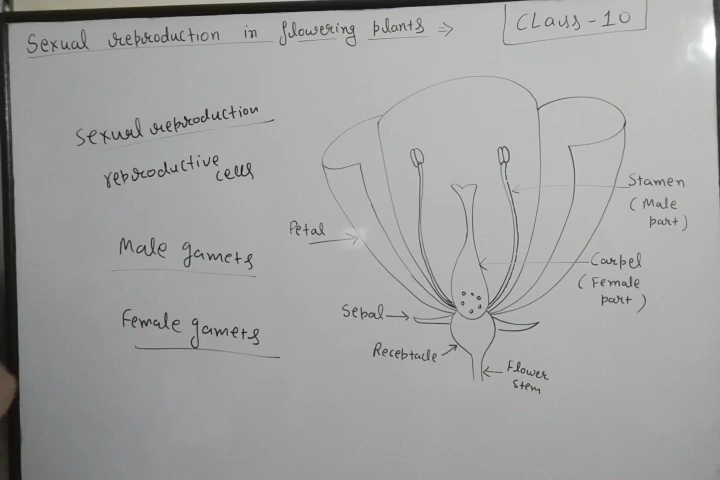 Sexual reproduction in flowering plants ⇒
CLass-10
Sexual reproduction
reproductive
cells
Male gamets
Female gamets
Petal
Stamen
(Male
part)
Carpel
(Female
part)
Sepal
Receptacle
Flower
stem